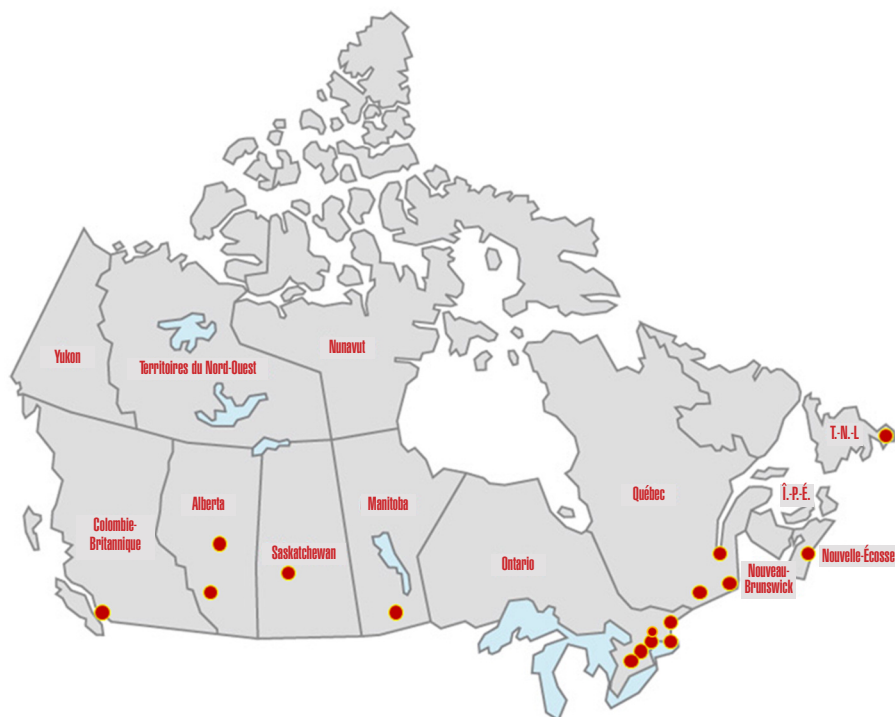 Yukon
Territoires du Nord-Ouest
Nunavut
T.-N.-L
Colombie-
Britannique
Alberta
Saskatchewan
Manitoba
Ontario
Québec
Î.-P.-É.
Nouveau-
Brunswick
Nouvelle-Écosse